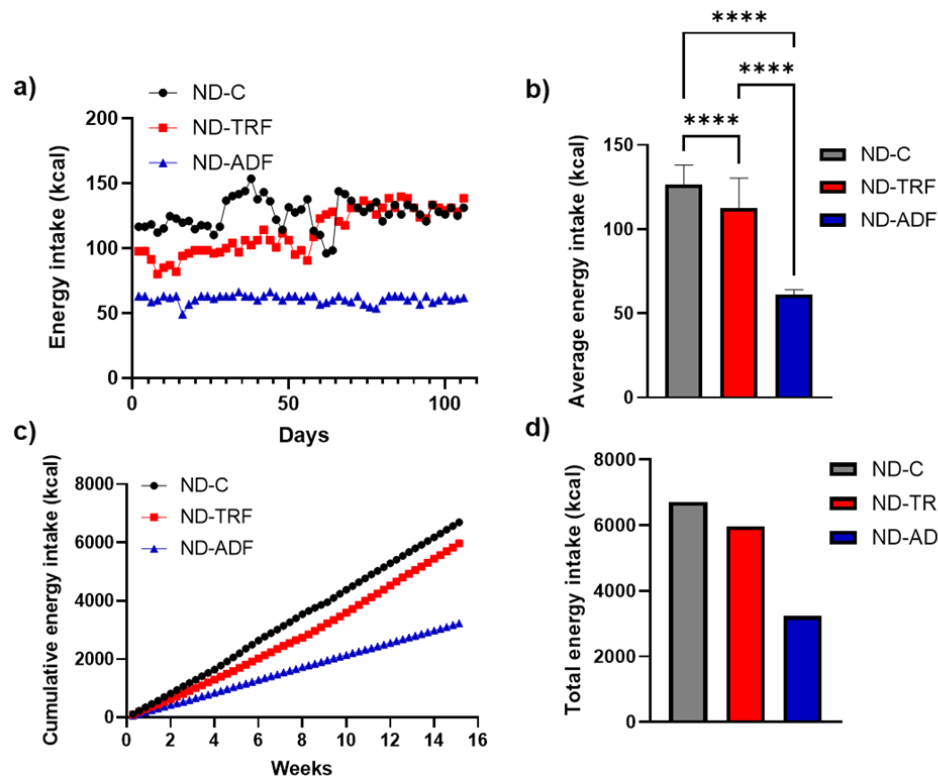 a)
ND-C
ND-TRF
ND-ADF
Energy intake (kcal)
200
150
100
50
0
0 50 100
Days
b)
****
****
****
Average energy intake (kcal)
150
100
50
0
ND-C
ND-TRF
ND-ADF
c)
ND-C
ND-TRF
ND-ADF
Cumulative energy intake (kcal)
8000
6000
4000
2000
0
0 2 4 6 8 10 12 14 16
Weeks
d)
Total energy intake (kcal)
8000
6000
4000
2000
0
ND-C
ND-TR
ND-AD